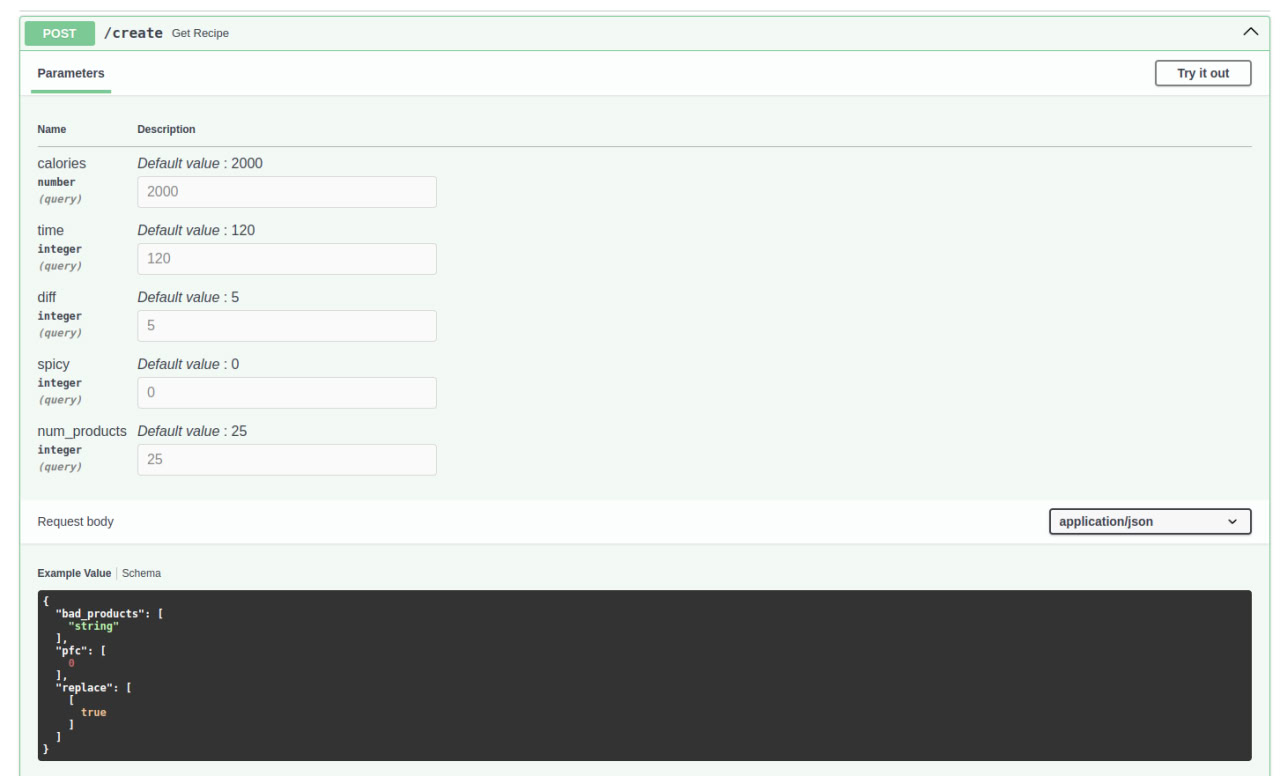 POST /create Get Recipe
Parameters Try it out
Name Description
calories Default value : 2000
number 2000
(query)
time Default value : 120
integer 120
(query)
diff Default value : 5
integer 5
(query)
spicy Default value : 0
integer 0
(query)
num_products Default value : 25
integer 25
(query)
Request body application/json
Example Value Schema
{
"bad_products": [
"string"
],
"pfc": [
0
],
"replace": [
[
true
]
]
}